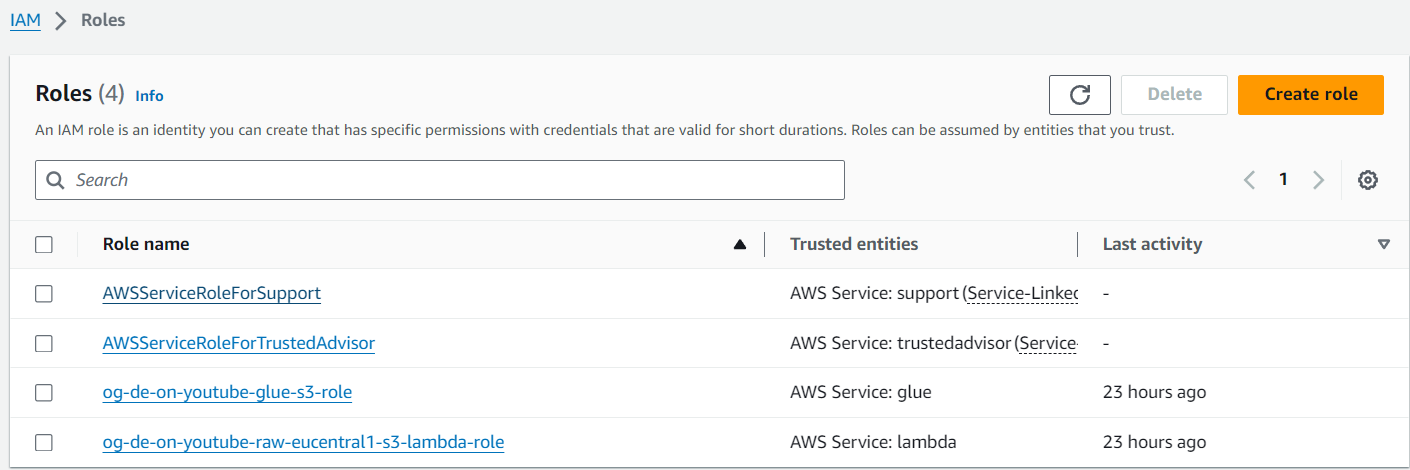 IAM > Roles
Roles (4) Info
Delete
Create role
An IAM role is an identity you can create that has specific permissions with credentials that are valid for short durations. Roles can be assumed by entities that you trust.
Search
1
Role name Trusted entities Last activity
AWSServiceRoleForSupport AWS Service: support (Service-Linked -
AWSServiceRoleForTrustedAdvisor AWS Service: trustedadvisor (Service- -
og-de-on-youtube-glue-s3-role AWS Service: glue 23 hours ago
og-de-on-youtube-raw-eucentral1-s3-lambda-role AWS Service: lambda 23 hours ago